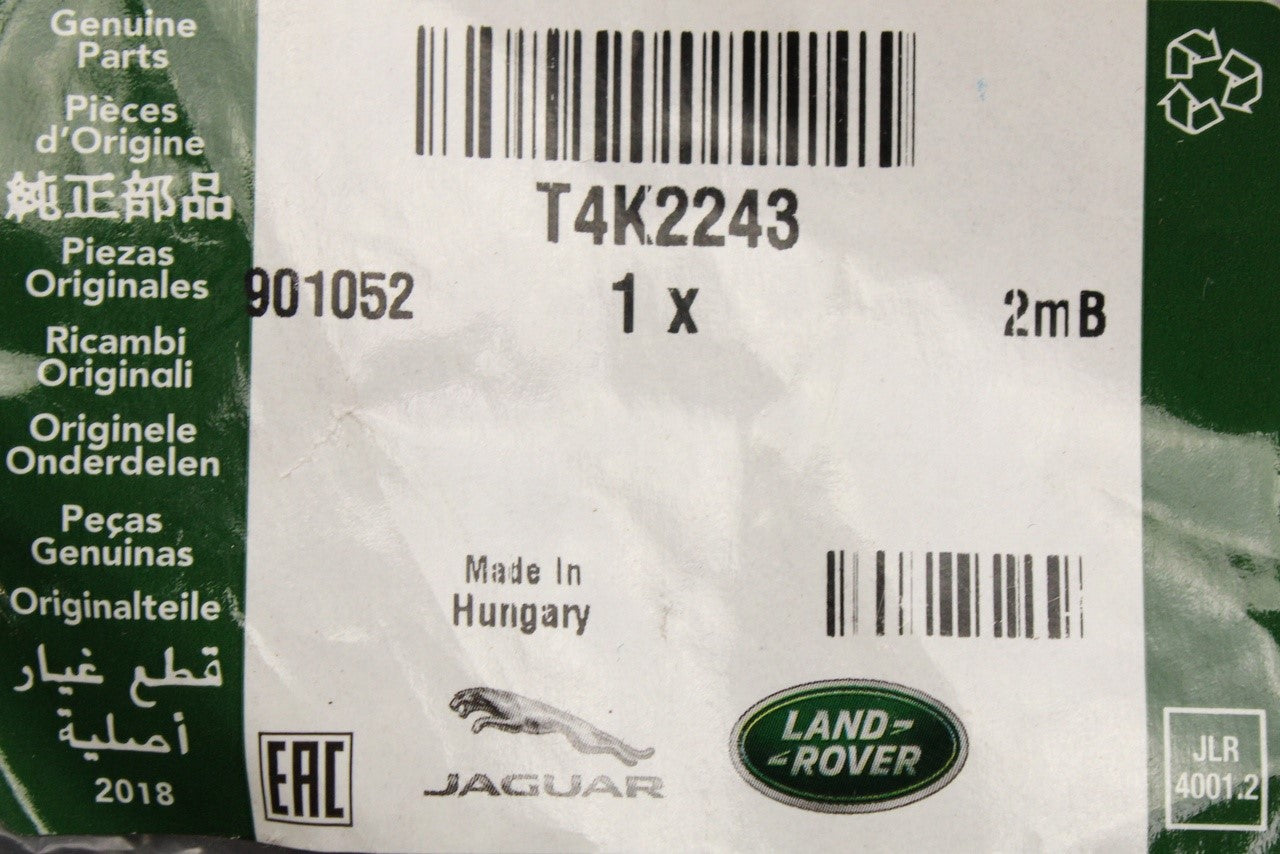 Genuine
Parts
Pièces
d'Origine
純正部品
Piezas
Originales
Ricambi
Originali
Originele
Onderdelen
Peças
Genuinas
Originalteile
قطع غيار
أصلية
2018
T4K2243
901052
1 x
2mB
Made In
Hungary
EAC
JAGUAR
LAND-
-ROVER
JLR
4001.2